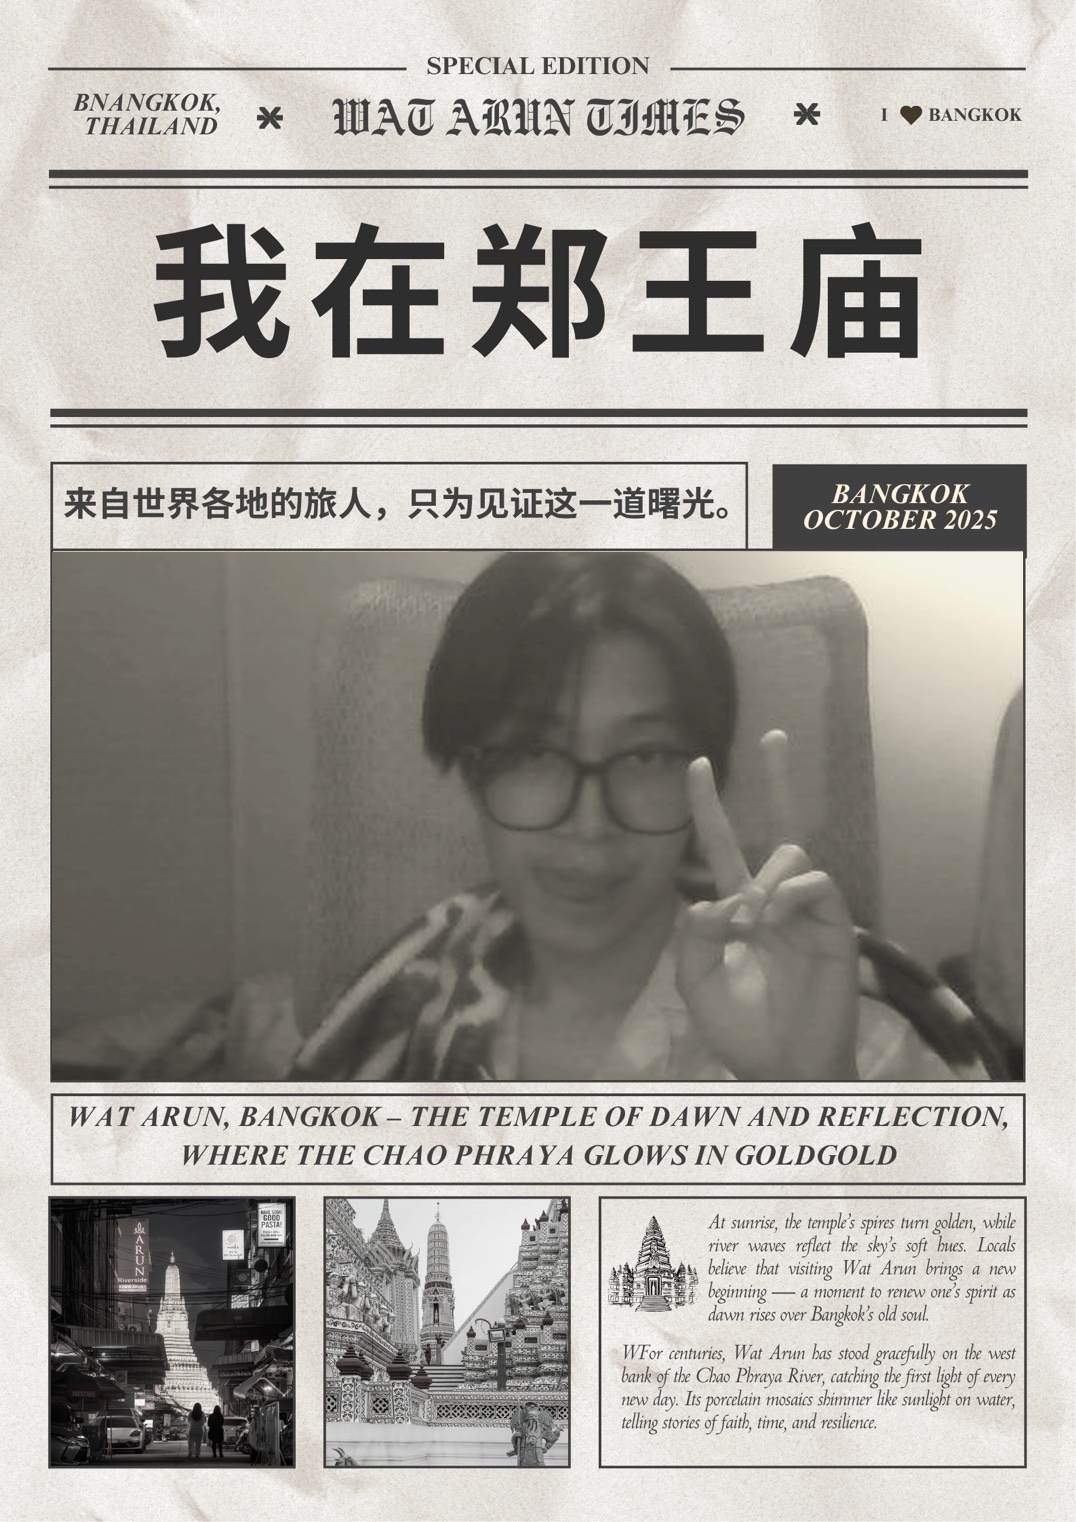 SPECIAL EDITION
BNANGKOK,
THAILAND
WAT ARUN TIMES
I ♥ BANGKOK
我在郑王庙
来自世界各地的旅人，只为见证这一道曙光。
BANGKOK
OCTOBER 2025
WAT ARUN, BANGKOK – THE TEMPLE OF DAWN AND REFLECTION,
WHERE THE CHAO PHRAYA GLOWS IN GOLDGOLD
&
ARUN
Riverside
GOOD
PASTA!
At sunrise, the temple's spires turn golden, while
river waves reflect the sky's soft hues. Locals
believe that visiting Wat Arun brings a new
beginning — a moment to renew one's spirit as
dawn rises over Bangkok's old soul.
WFor centuries, Wat Arun has stood gracefully on the west
bank of the Chao Phraya River, catching the first light of every
new day. Its porcelain mosaics shimmer like sunlight on water,
telling stories of faith, time, and resilience.